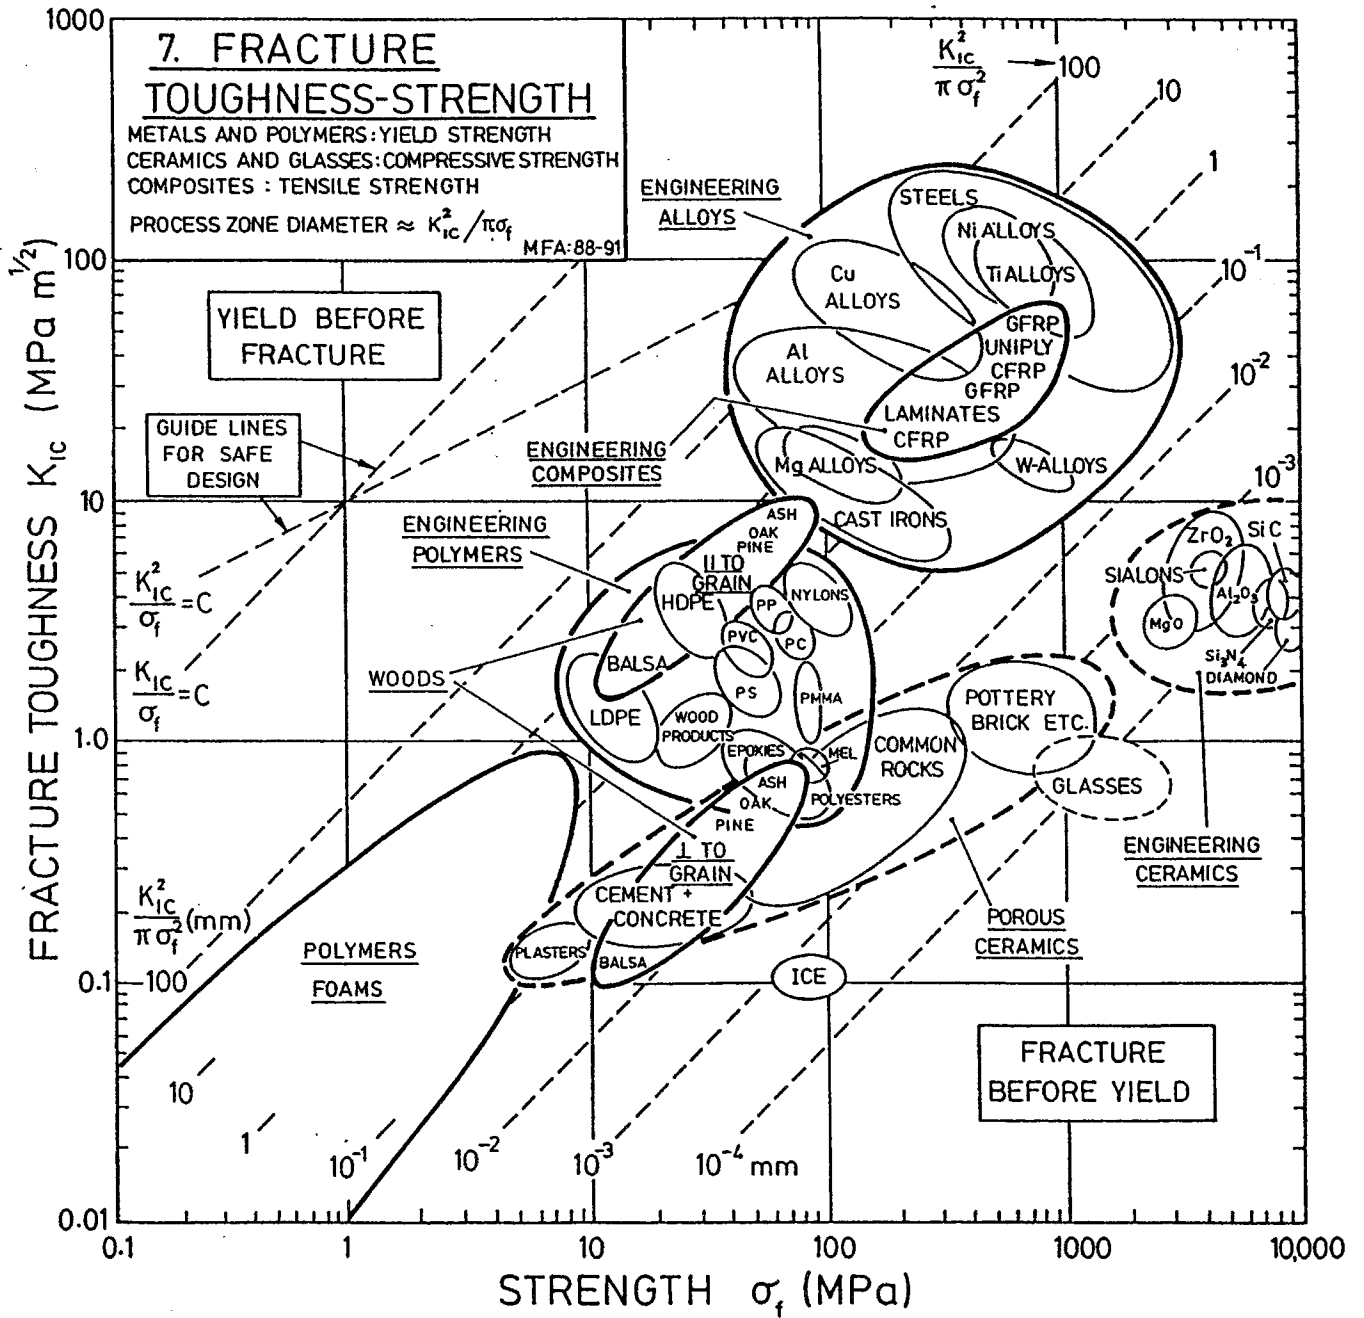 1000
7. FRACTURE
TOUGHNESS-STRENGTH
METALS AND POLYMERS: YIELD STRENGTH
CERAMICS AND GLASSES: COMPRESSIVE STRENGTH
COMPOSITES : TENSILE STRENGTH
PROCESS ZONE DIAMETER ≈ K²IC/πσf
MFA:88-91
K²IC/πσ²f
100
10
1
10⁻¹
10⁻²
10⁻³
ENGINEERING
ALLOYS
STEELS
Ni ALLOYS
Ti ALLOYS
Cu
ALLOYS
Al
ALLOYS
GFRP
UNIPLY
CFRP
GFRP
LAMINATES
CFRP
Mg ALLOYS
W-ALLOYS
CAST IRONS
100
YIELD BEFORE
FRACTURE
GUIDE LINES
FOR SAFE
DESIGN
ENGINEERING
COMPOSITES
10
ENGINEERING
POLYMERS
ASH
OAK
PINE
II TO
GRAIN
HDPE
PP
NYLONS
PVC
PC
BALSA
PS
PMMA
LDPE
WOOD
PRODUCTS
EPOXIES
MEL
POLYESTERS
WOODS
K²IC/σf = C
KIC/σf = C
ZrO₂
SiC
SIALONS
Al₂O₃
MgO
Si₃N₄
DIAMOND
POTTERY
BRICK ETC.
COMMON
ROCKS
GLASSES
ENGINEERING
CERAMICS
1.0
ASH
OAK
PINE
⊥ TO
GRAIN
CEMENT +
CONCRETE
PLASTERS
BALSA
POROUS
CERAMICS
ICE
K²IC/πσ²f (mm)
100
POLYMERS
FOAMS
0.1
10
1
10⁻¹
10⁻²
10⁻³
10⁻⁴ mm
FRACTURE
BEFORE YIELD
0.01
0.1
1
10
100
1000
10,000
FRACTURE TOUGHNESS KIC (MPa m^1/2)
STRENGTH σf (MPa)